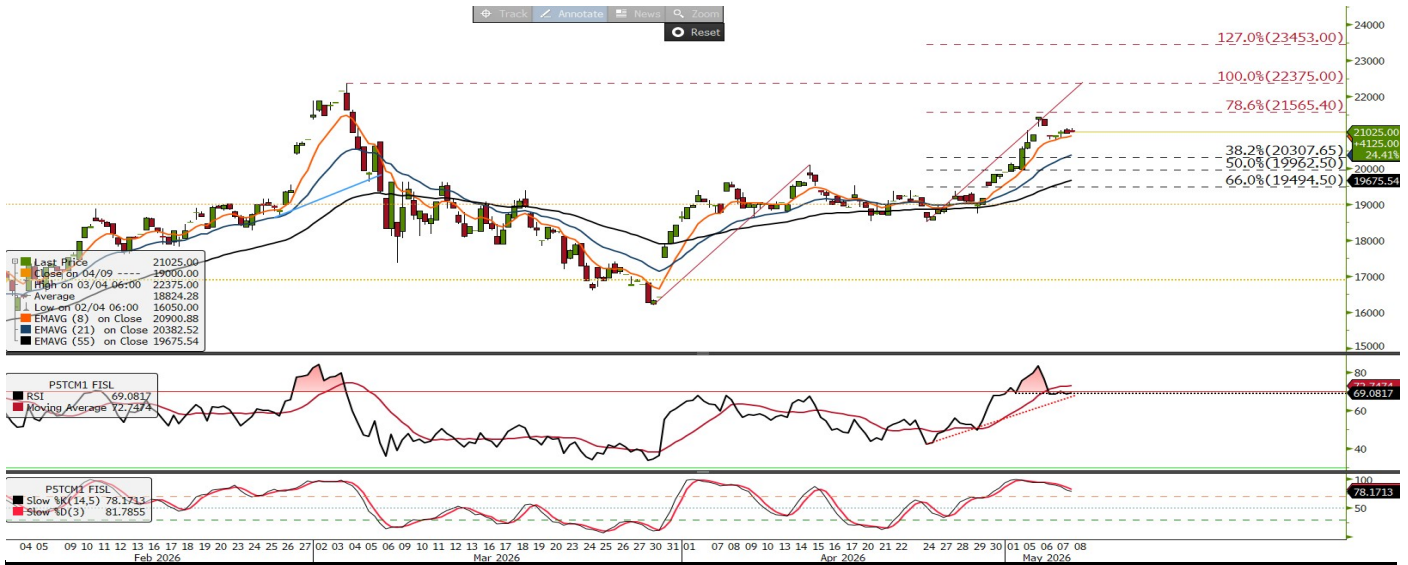 Track Annotate News Zoom
Reset
127.0%(23453.00)
100.0%(22375.00)
78.6%(21565.40)
38.2%(20307.65)
50.0%(19962.50)
66.0%(19494.50)
24000
23000
22000
21025.00
+4125.00
24.41%
20000
19675.54
19000
18000
17000
16000
15000
Last Price 21025.00
Close on 04/09 ---- 19000.00
High on 03/04 06:00 22375.00
Average 18824.28
Low on 02/04 06:00 16050.00
EMAVG (8) on Close 20900.88
EMAVG (21) on Close 20382.52
EMAVG (55) on Close 19675.54
PSTCM1 FISL
RSI 69.0817
Moving Average 72.7474
80
72.7474
69.0817
60
40
PSTCM1 FISL
Slow %K(14,5) 78.1713
Slow %D(3) 81.7855
100
78.1713
50
0
04 05 09 10 11 12 13 16 17 18 19 20 23 24 25 26 27 02 03 04 05 06 09 10 11 12 13 16 17 18 19 20 23 24 25 26 27 30 31 01 07 08 09 10 13 14 15 16 17 20 21 22 24 27 28 29 30 01 05 06 07 08
Feb 2026 Mar 2026 Apr 2026 May 2026